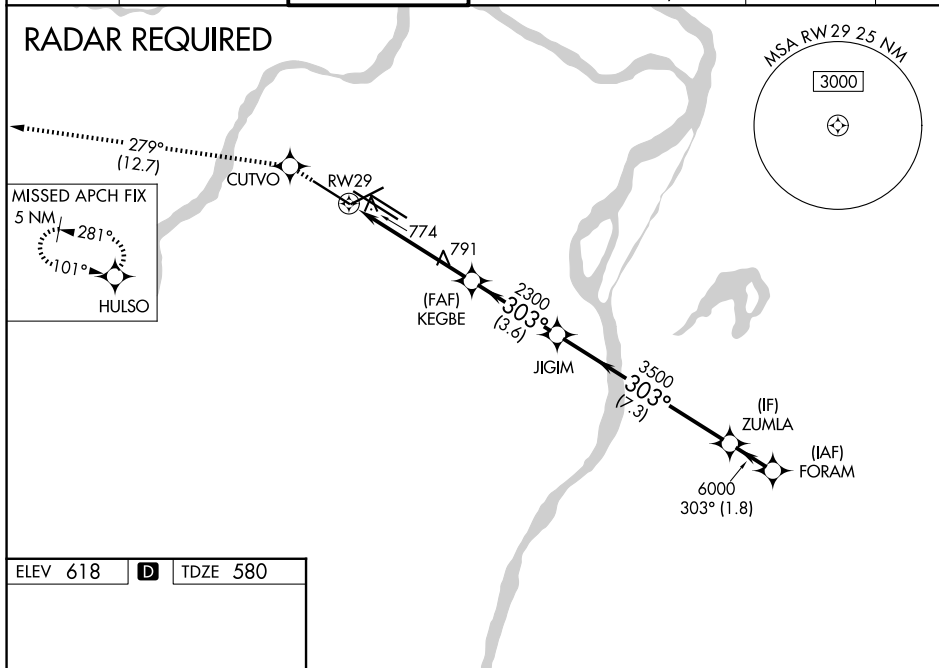 RADAR REQUIRED
MSA RW 29 25 NM
3000
279°
(12.7)
CUTVO
RW29
MISSED APCH FIX
5 NM
281°
101°
HULSO
774
791
(FAF)
KEGBE
2300
303°
(3.6)
JIGIM
3500
303°
(7.3)
(IF)
ZUMLA
(IAF)
FORAM
6000
303° (1.8)
ELEV 618 D TDZE 580